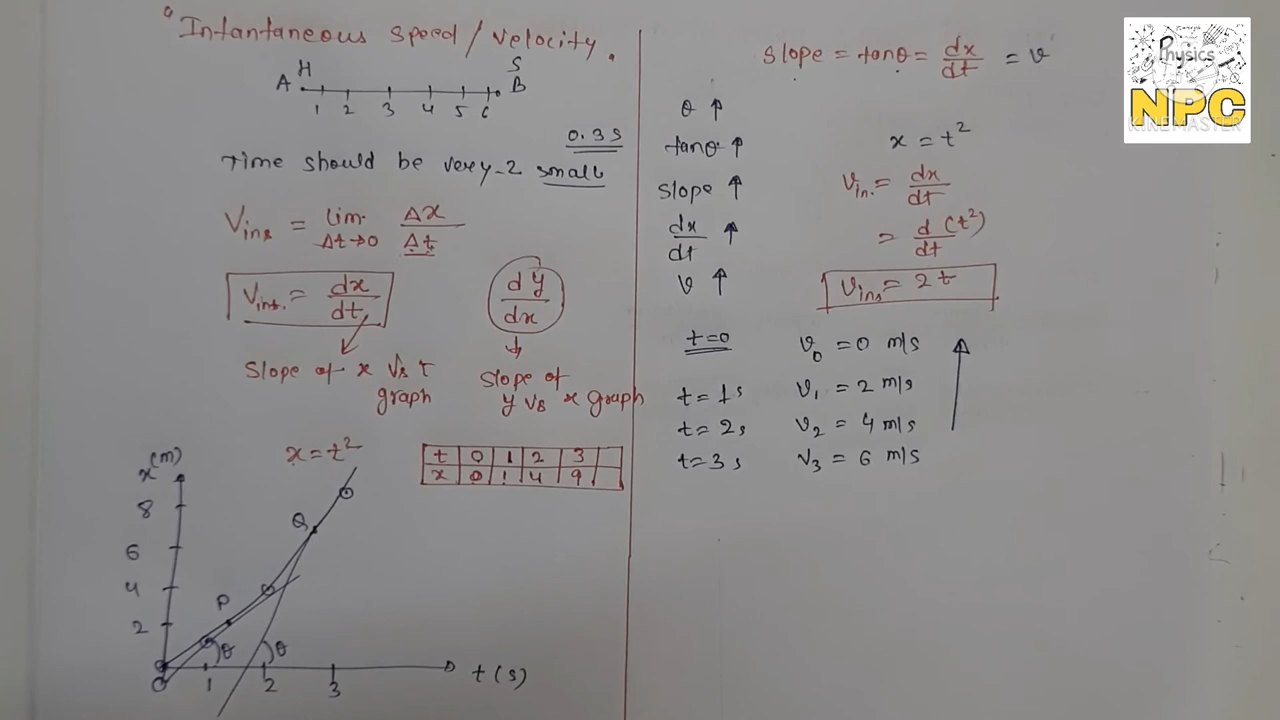 Intantaneous speed / velocity.
H S
A B
1 2 3 4 5 6
0.3 s
Time should be very-2 small
Vins = lim Δt→0 Δx/Δt
Vint. = dx/dt
dy/dx
Slope of x Vs t graph
Slope of y vs x graph
x = t²
t 0 1 2 3
x 0 1 4 9
x(m)
8
6
4
2
0
Q
P
θ θ
1 2 3
t (s)
slope = tanθ = dx/dt = v
θ ↑
tanθ ↑
slope ↑
dx/dt ↑
v ↑
x = t²
Vin. = dx/dt
= d/dt (t²)
Vins = 2t
t=0 v₀ = 0 m/s
t= 1s v₁ = 2 m/s
t= 2s v₂ = 4 m/s
t= 3s v₃ = 6 m/s
Physics
NPC
KINEMASTER